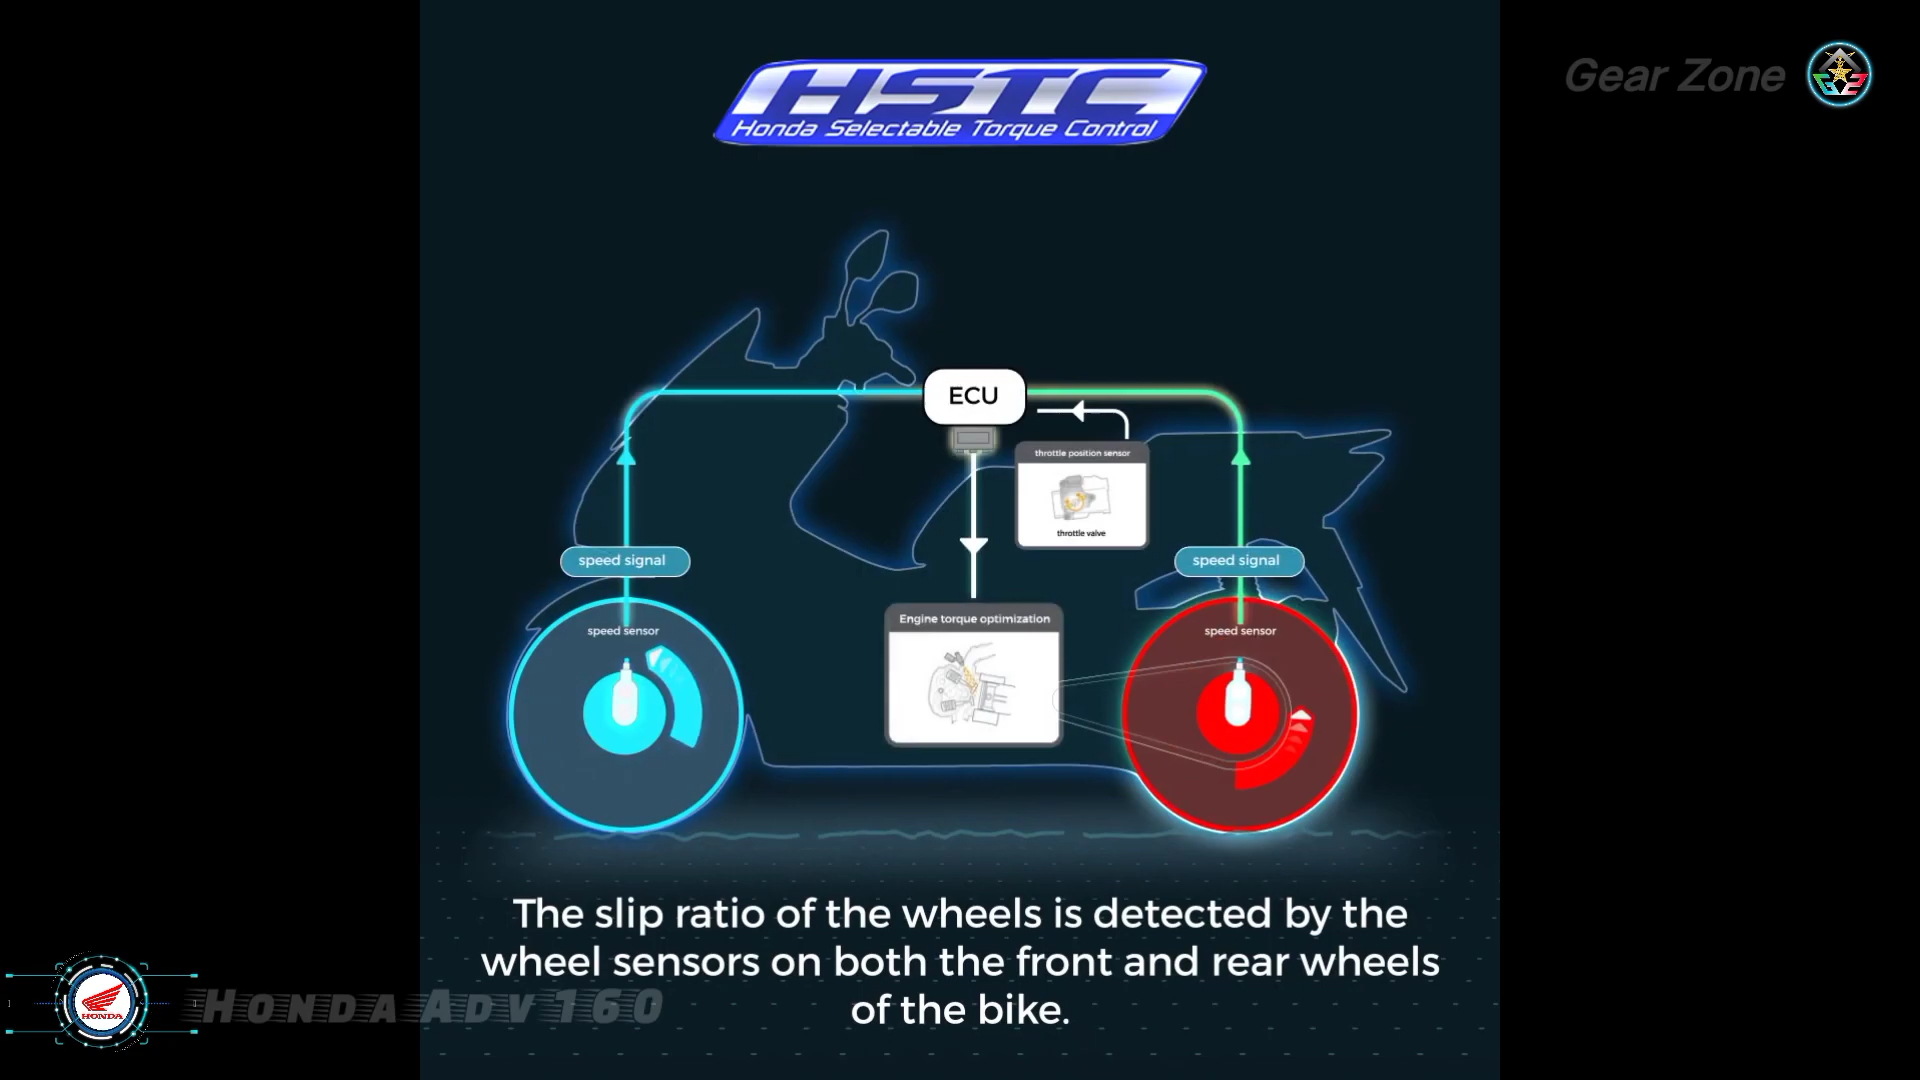 HSTC
Honda Selectable Torque Control
Gear Zone
ECU
throttle position sensor
throttle valve
speed signal
speed signal
Engine torque optimization
speed sensor
speed sensor
The slip ratio of the wheels is detected by the
wheel sensors on both the front and rear wheels
of the bike.
HONDA
Honda Adv 160